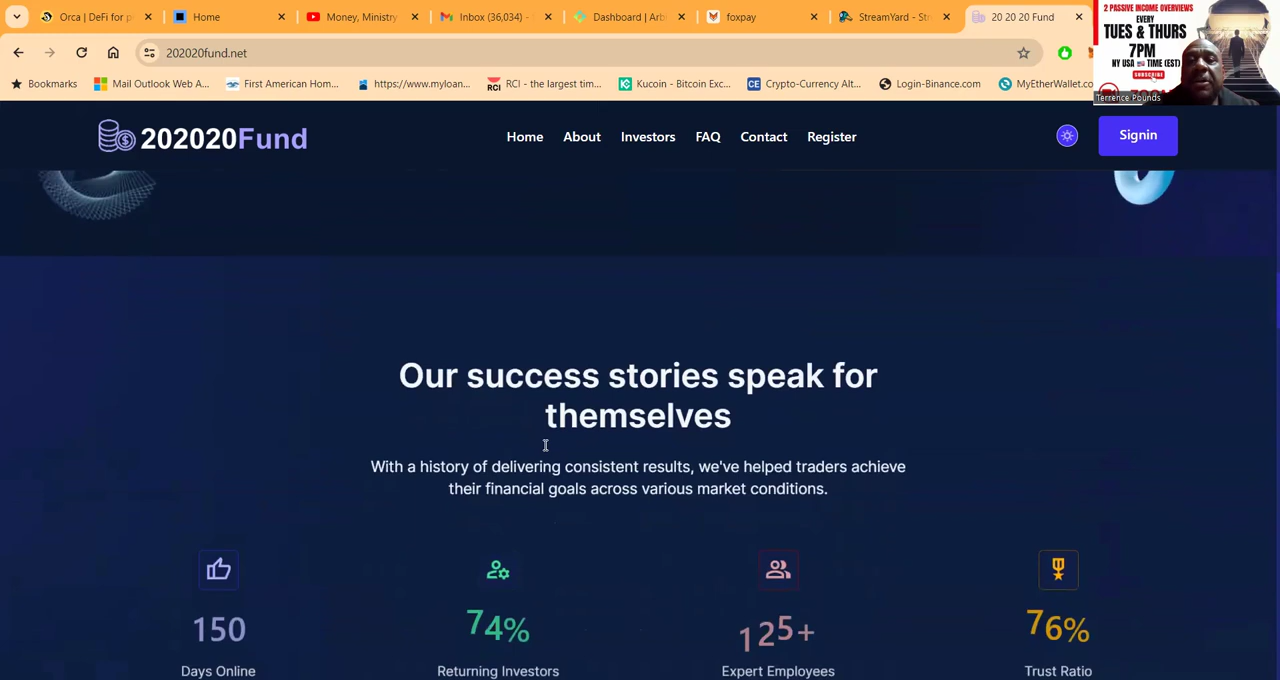 Orca | DeFi for p
Home
Money, Ministry
Inbox (36,034) -
Dashboard | Arb
foxpay
StreamYard - Str
20 20 20 Fund
202020fund.net
Bookmarks
Mail Outlook Web A...
First American Hom...
https://www.myloan...
RCI
RCI - the largest tim...
Kucoin - Bitcoin Exc...
CE
Crypto-Currency Alt...
Login-Binance.com
MyEtherWallet.co
2 PASSIVE INCOME OVERVIEWS
EVERY
TUES & THURS
7PM
NY USA TIME (EST)
SUBSCRIBE
Terrence Pounds
202020Fund
Home
About
Investors
FAQ
Contact
Register
Signin
Our success stories speak for
themselves
With a history of delivering consistent results, we've helped traders achieve
their financial goals across various market conditions.
150
74%
125+
76%
Days Online
Returning Investors
Expert Employees
Trust Ratio